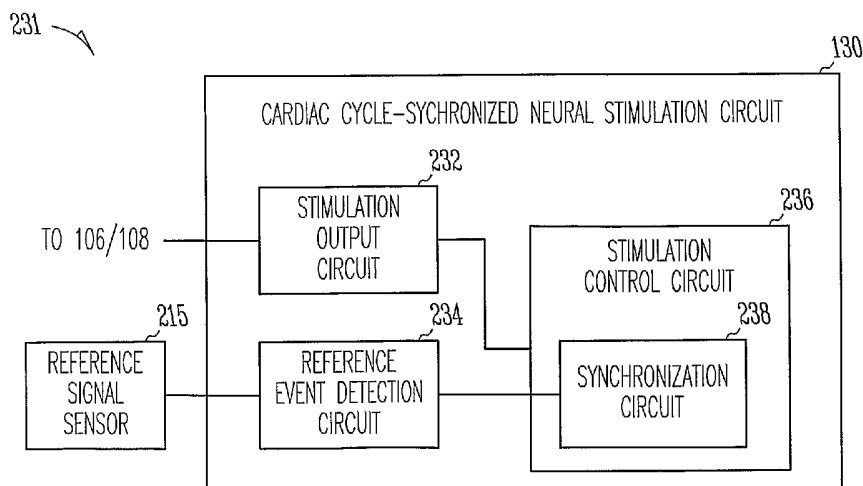 231
130
CARDIAC CYCLE-SYCHRONIZED NEURAL STIMULATION CIRCUIT
232
STIMULATION
OUTPUT
CIRCUIT
TO 106/108
236
STIMULATION
CONTROL CIRCUIT
215
REFERENCE
SIGNAL
SENSOR
234
REFERENCE
EVENT DETECTION
CIRCUIT
238
SYNCHRONIZATION
CIRCUIT